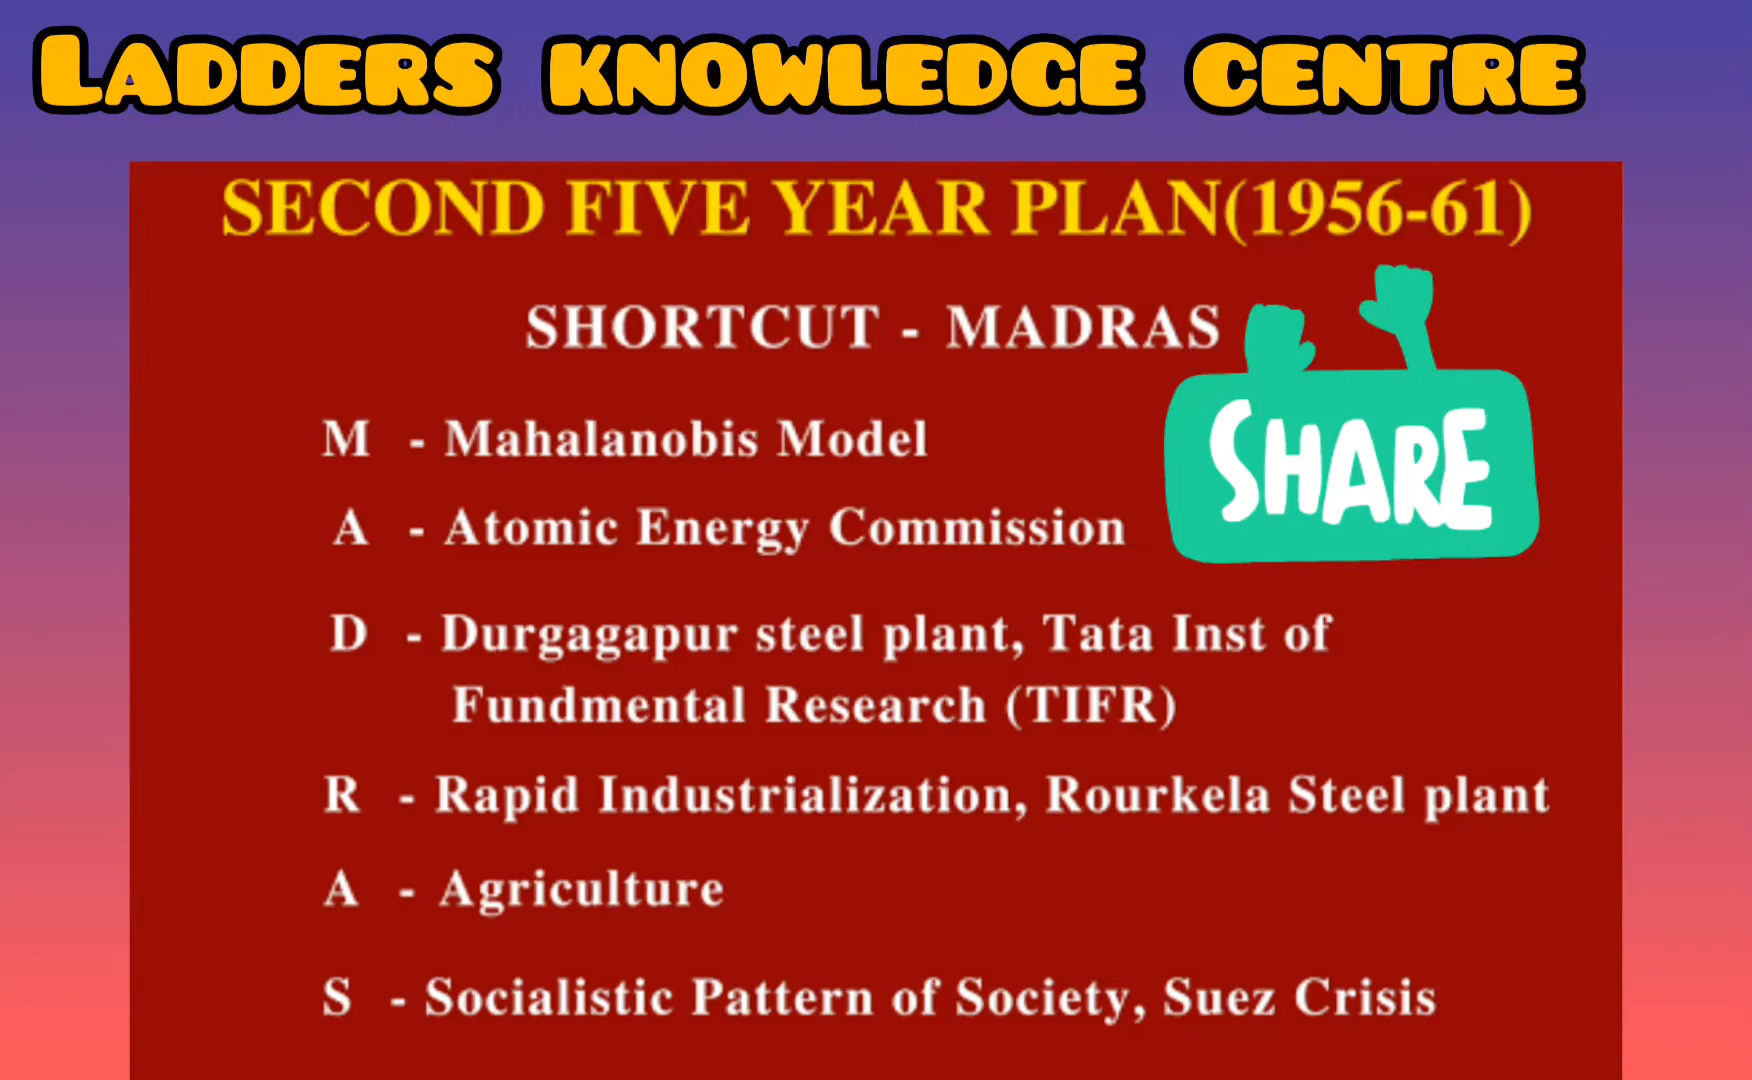 LADDERS KNOWLEDGE CENTRE
SECOND FIVE YEAR PLAN(1956-61)
SHORTCUT - MADRAS
SHARE
M - Mahalanobis Model
A - Atomic Energy Commission
D - Durgagapur steel plant, Tata Inst of
Fundmental Research (TIFR)
R - Rapid Industrialization, Rourkela Steel plant
A - Agriculture
S - Socialistic Pattern of Society, Suez Crisis